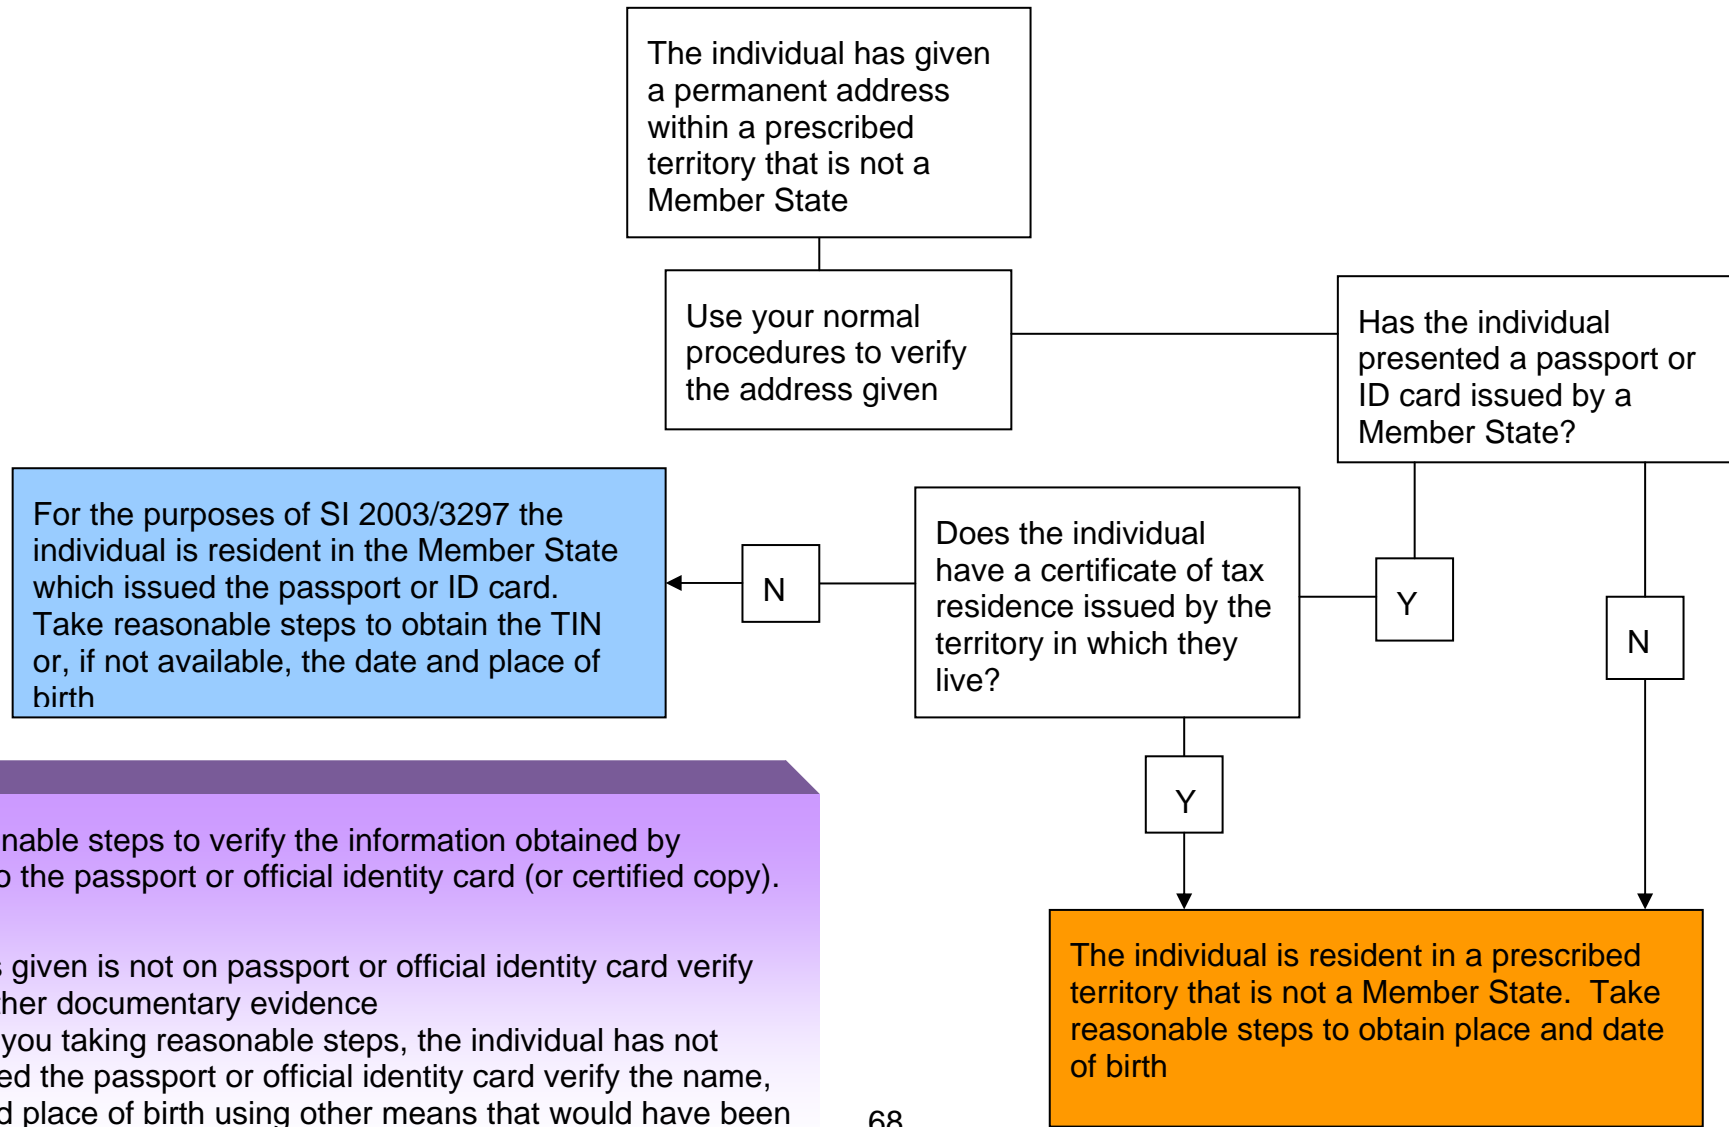 The individual has given
a permanent address
within a prescribed
territory that is not a
Member State
Use your normal
procedures to verify
the address given
Has the individual
presented a passport or
ID card issued by a
Member State?
For the purposes of SI 2003/3297 the
individual is resident in the Member State
which issued the passport or ID card.
Take reasonable steps to obtain the TIN
or, if not available, the date and place of
birth
N
Does the individual
have a certificate of tax
residence issued by the
territory in which they
live?
Y
N
Y
nable steps to verify the information obtained by
o the passport or official identity card (or certified copy).
s given is not on passport or official identity card verify
ther documentary evidence
you taking reasonable steps, the individual has not
ed the passport or official identity card verify the name,
d place of birth using other means that would have been
The individual is resident in a prescribed
territory that is not a Member State. Take
reasonable steps to obtain place and date
of birth
68